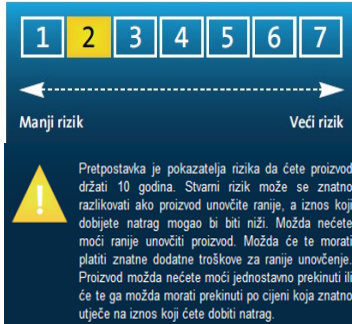 1 2 3 4 5 6 7
Manji rizik Veći rizik
Pretpostavka je pokazatelja rizika da ćete proizvod
držati 10 godina. Stvarni rizik može se znatno
razlikovati ako proizvod unovčite ranije, a iznos koji
dobijete natrag mogao bi biti niži. Možda nećete
moći ranije unovčiti proizvod. Možda će te morati
platiti znatne dodatne troškove za ranije unovčenje.
Proizvod možda nećete moći jednostavno prekinuti ili
će te ga možda morati prekinuti po cijeni koja znatno
utječe na iznos koji ćete dobiti natrag.